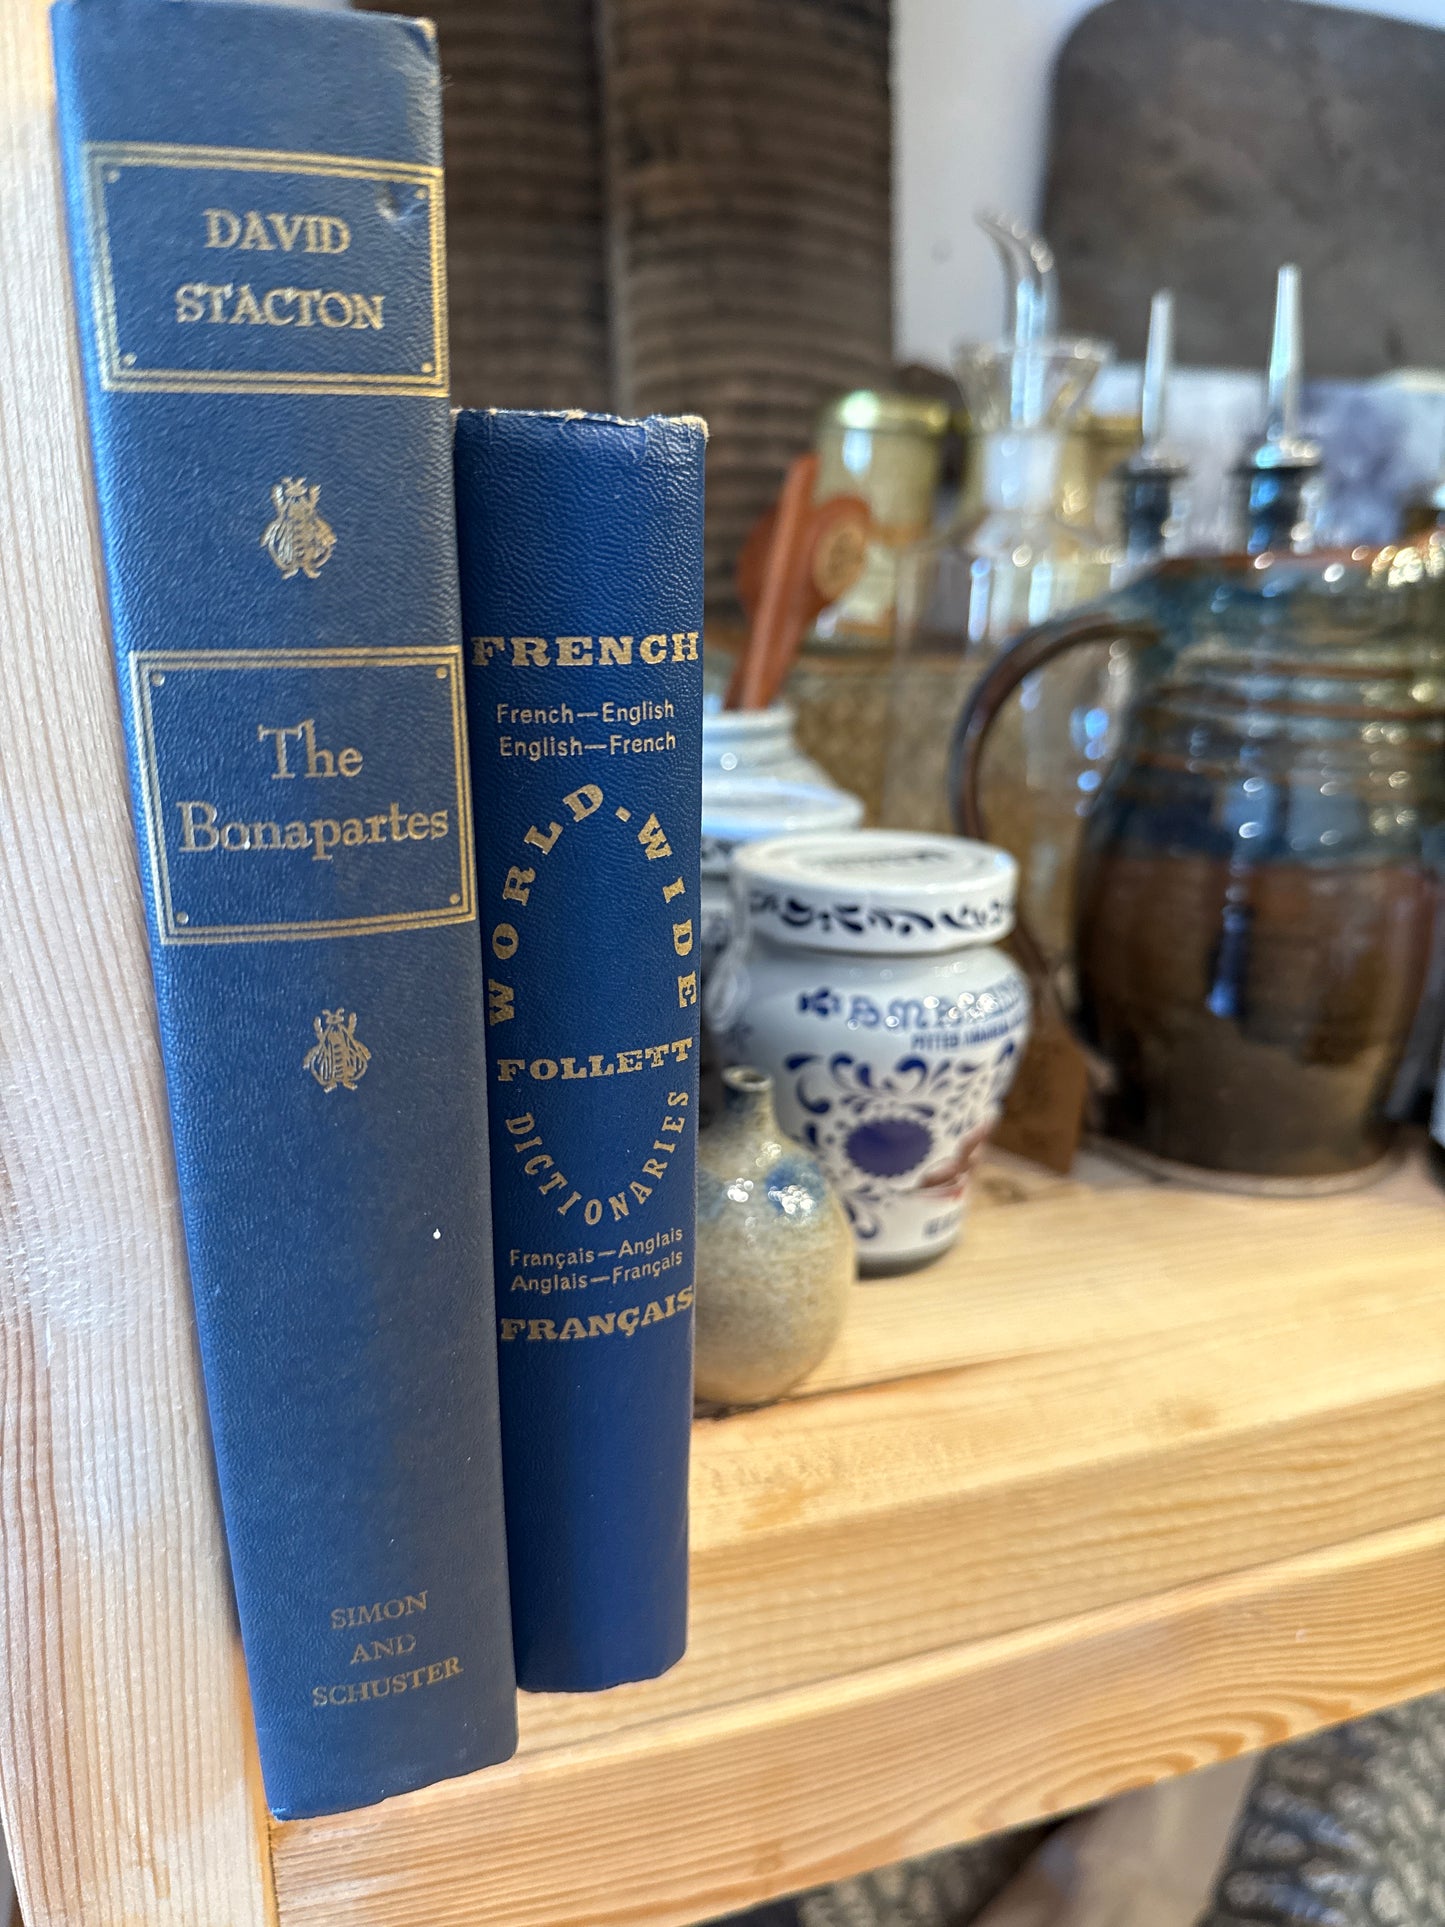 DAVID
STACTON
The
Bonapartes
SIMON
AND
SCHUSTER
FRENCH
French—English
English—French
WORLD-WIDE
FOLLETT
DICTIONARIES
Français—Anglais
Anglais—Français
FRANÇAIS